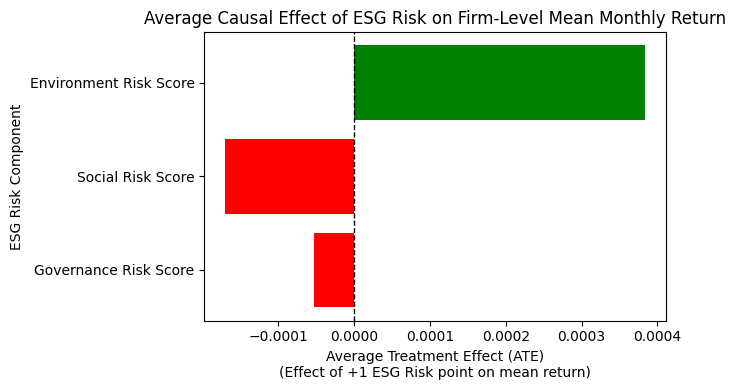 Average Causal Effect of ESG Risk on Firm-Level Mean Monthly Return
ESG Risk Component
Environment Risk Score
Social Risk Score
Governance Risk Score
−0.0001 0.0000 0.0001 0.0002 0.0003 0.0004
Average Treatment Effect (ATE)
(Effect of +1 ESG Risk point on mean return)